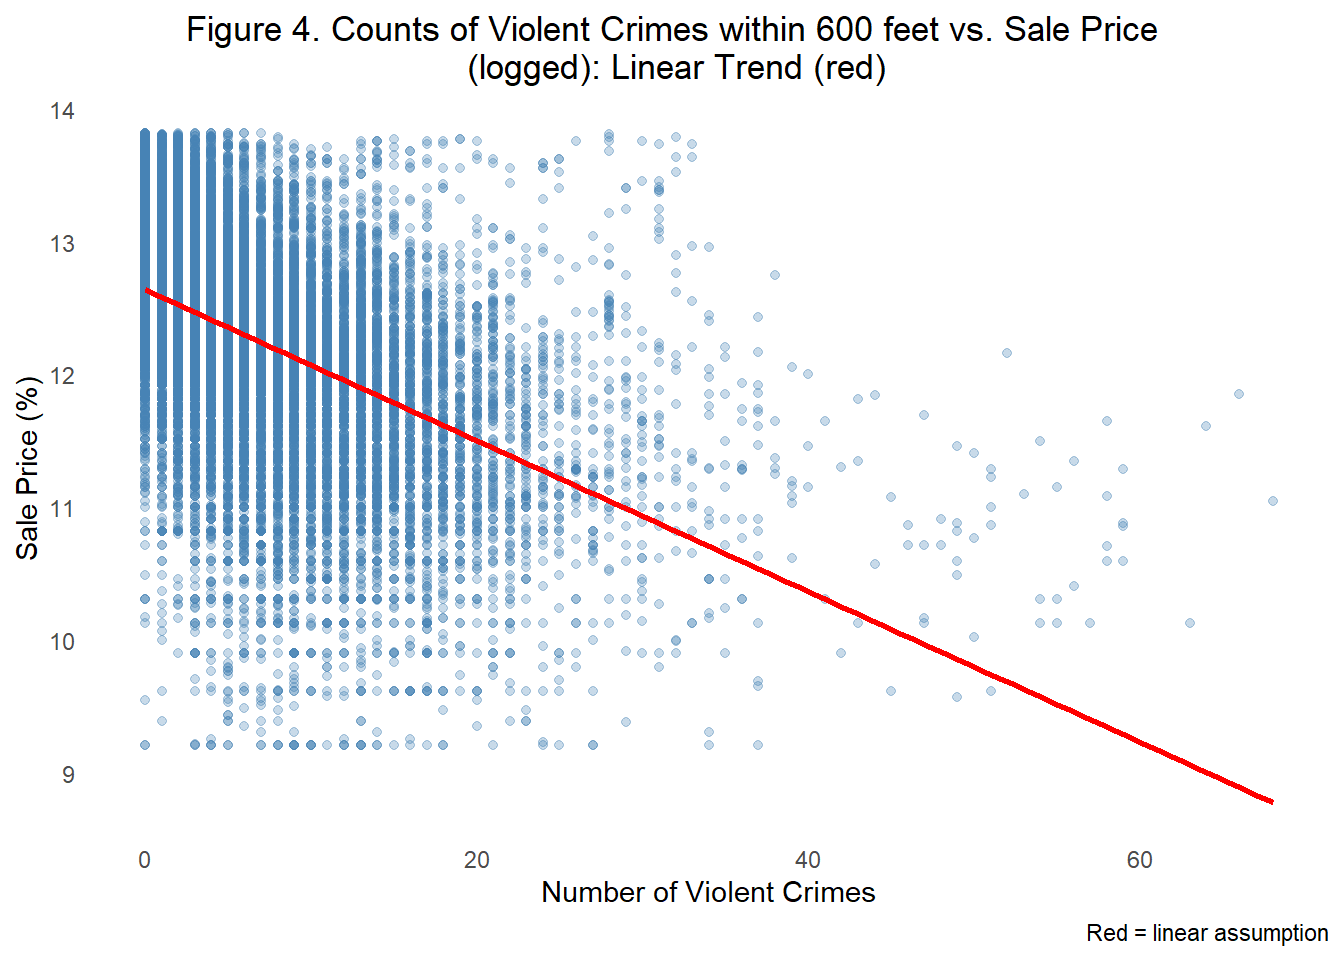 Figure 4. Counts of Violent Crimes within 600 feet vs. Sale Price
(logged): Linear Trend (red)
14
13
12
11
10
9
Sale Price (%)
0
20
40
60
Number of Violent Crimes
Red = linear assumption